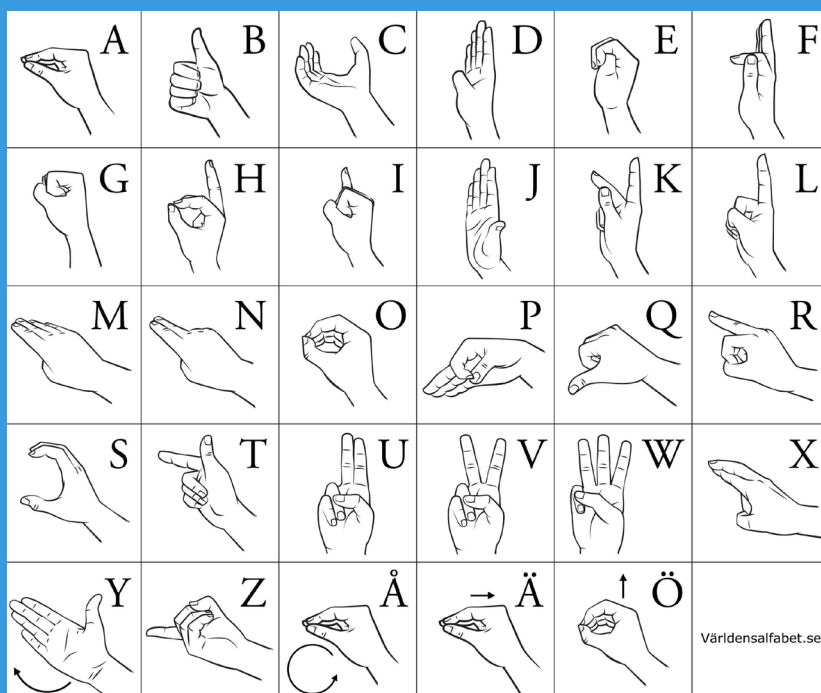 A B C D E F
G H I J K L
M N O P Q R
S T U V W X
Y Z Å Ä Ö
Världensalfabet.se